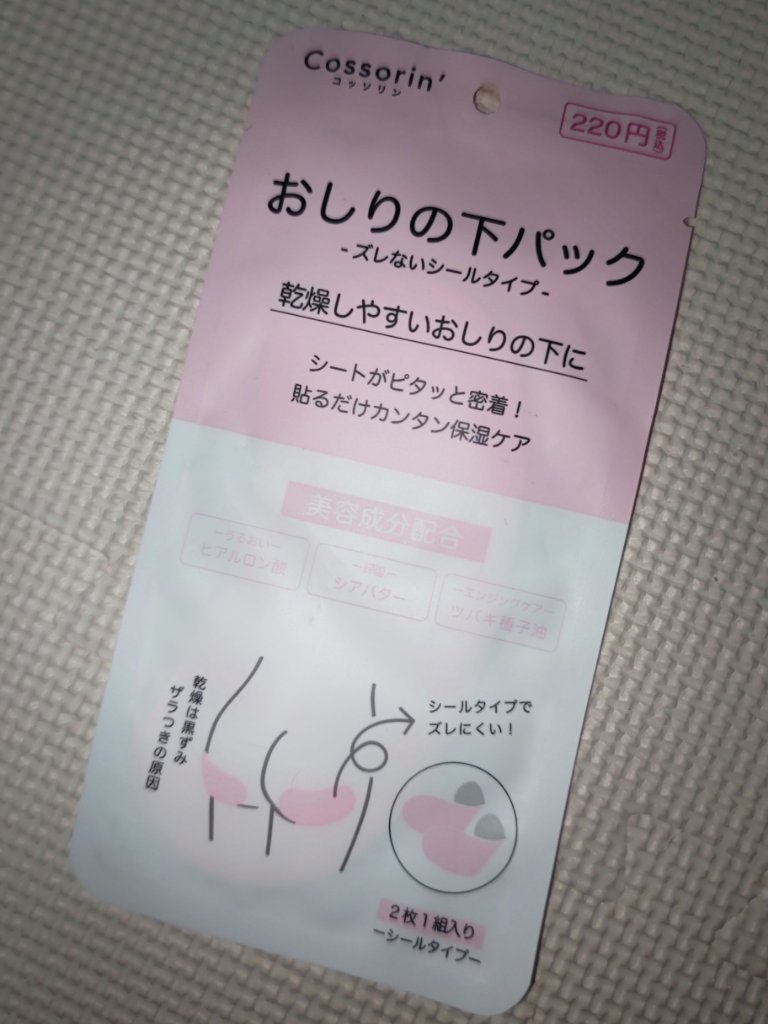 Cossorin'
コッソリン
220円(税込)
おしりの下パック
-ズレないシールタイプ-
乾燥しやすいおしりの下に
シートがピタッと密着！
貼るだけカンタン保湿ケア
美容成分配合
ーうるおいー
ヒアルロン酸
シアバター
ーエンジングケアー
ツバキ種子油
乾燥は黒ずみ
ザラつきの原因
シールタイプで
ズレにくい！
2枚1組入り
ーシールタイプー